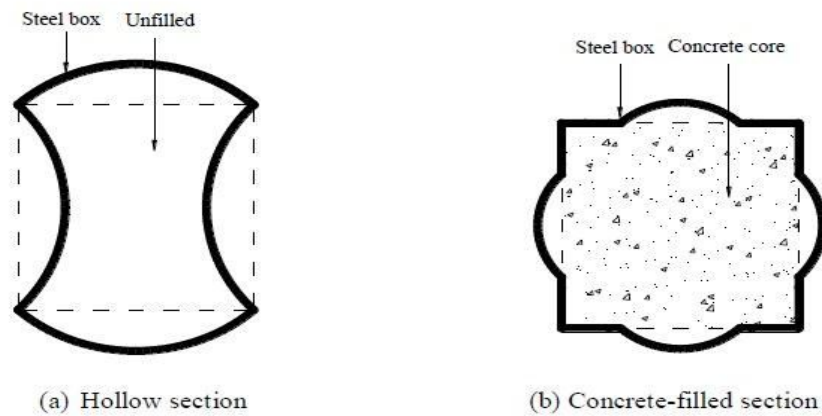 Steel box Unfilled
Steel box Concrete core
(a) Hollow section
(b) Concrete-filled section